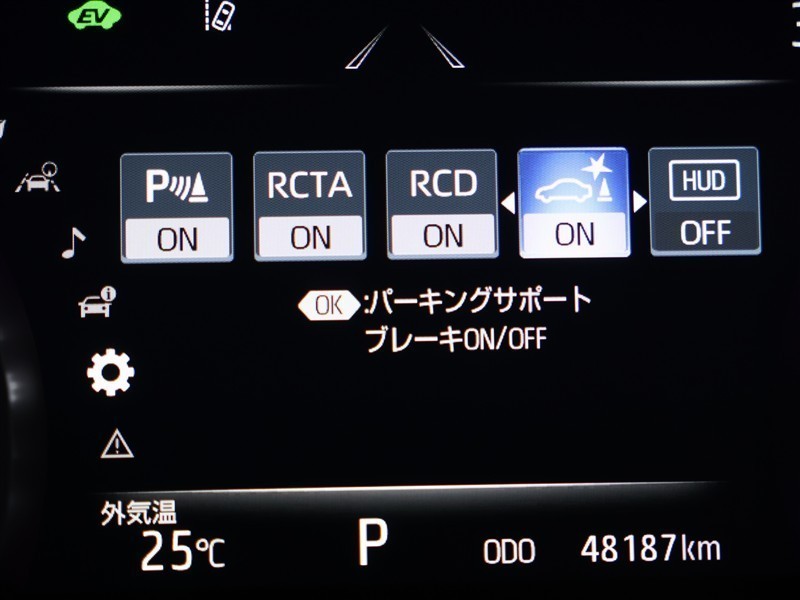 EV
P RCTA RCD HUD
ON ON ON ON OFF
OK :パーキングサポート
ブレーキON/OFF
外気温
25℃ P ODO 48187km